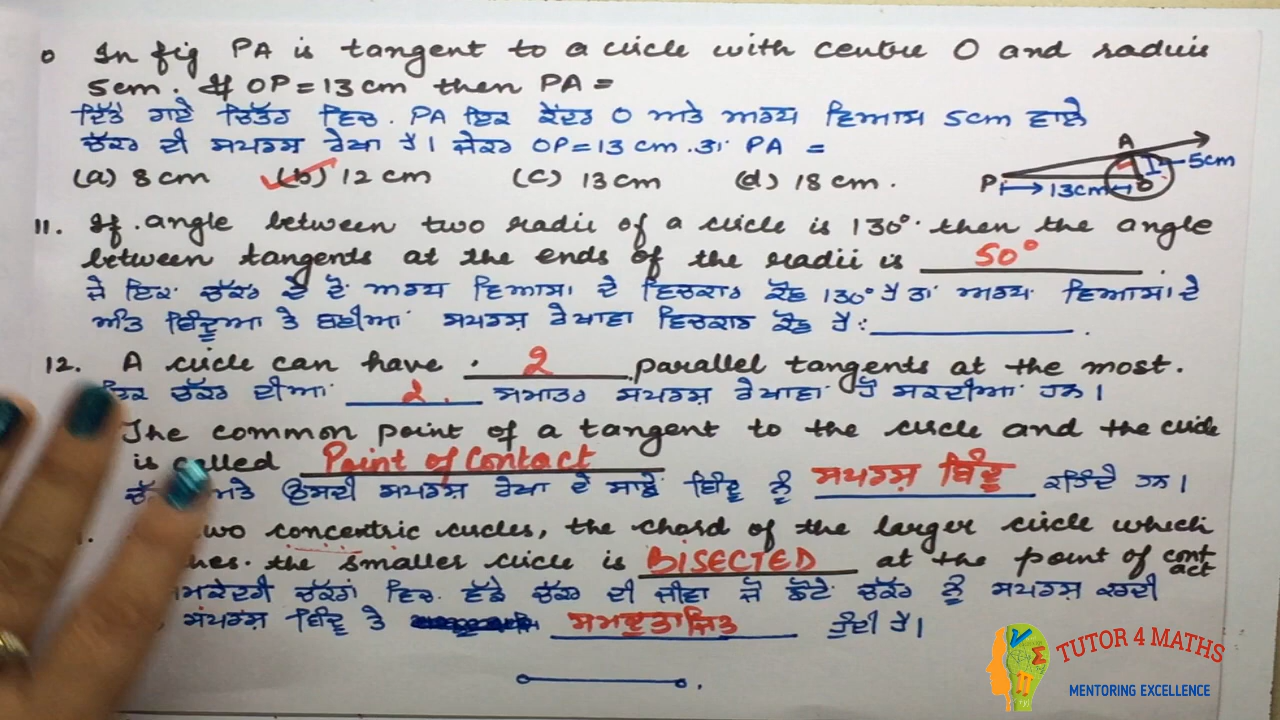 0 In fig PA is tangent to a circle with centre O and radius
5cm. If OP = 13 cm then PA =
ਦਿੱਤੇ ਗਏ ਚਿੱਤਰ ਵਿਚ. PA ਇਕ ਕੇਂਦਰ O ਅਤੇ ਅਰਧ ਵਿਆਸ 5cm ਵਾਲੇ
ਚੱਕਰ ਦੀ ਸਪਰਸ਼ ਰੇਖਾ ਹੈ। ਜੇਕਰ OP = 13 cm. ਤਾਂ PA =
(a) 8 cm (b) 12 cm (c) 13 cm (d) 18 cm.
A
5cm
P
13cm
O
11. If angle between two radii of a circle is 130° then the angle
between tangents at the ends of the radii is 50° .
ਜੇ ਇਕ ਚੱਕਰ ਦੇ ਦੋ ਅਰਧ ਵਿਆਸਾਂ ਦੇ ਵਿਚਕਾਰ ਕੋਣ 130° ਹੈ ਤਾਂ ਅਰਧ ਵਿਆਸਾਂ ਦੇ
ਅੰਤ ਬਿੰਦੂਆਂ ਤੇ ਬਣੀਆਂ ਸਪਰਸ਼ ਰੇਖਾਵਾਂ ਵਿਚਕਾਰ ਕੋਣ ਹੈ:
12. A circle can have 2 parallel tangents at the most.
ਚੱਕਰ ਦੀਆਂ 2 ਸਮਾਂਤਰ ਸਪਰਸ਼ ਰੇਖਾਵਾਂ ਹੋ ਸਕਦੀਆਂ ਹਨ।
The common point of a tangent to the circle and the circle
is called Point of Contact
ਅਤੇ ਉਸਦੀ ਸਪਰਸ਼ ਰੇਖਾ ਦੇ ਸਾਂਝੇ ਬਿੰਦੂ ਨੂੰ ਸਪਰਸ਼ ਬਿੰਦੂ ਕਹਿੰਦੇ ਹਨ।
two concentric circles, the chord of the larger circle which
the smaller circle is BISECTED at the point of contact
ਚੱਕਰਾਂ ਵਿਚ. ਵੱਡੇ ਚੱਕਰ ਦੀ ਜੀਵਾ ਜੋ ਛੋਟੇ ਚੱਕਰ ਨੂੰ ਸਪਰਸ਼ ਕਰਦੀ
ਸਪਰਸ਼ ਬਿੰਦੂ ਤੇ ਸਮਦੁਭਾਜਿਤ ਹੁੰਦੀ ਹੈ।
TUTOR 4 MATHS
MENTORING EXCELLENCE